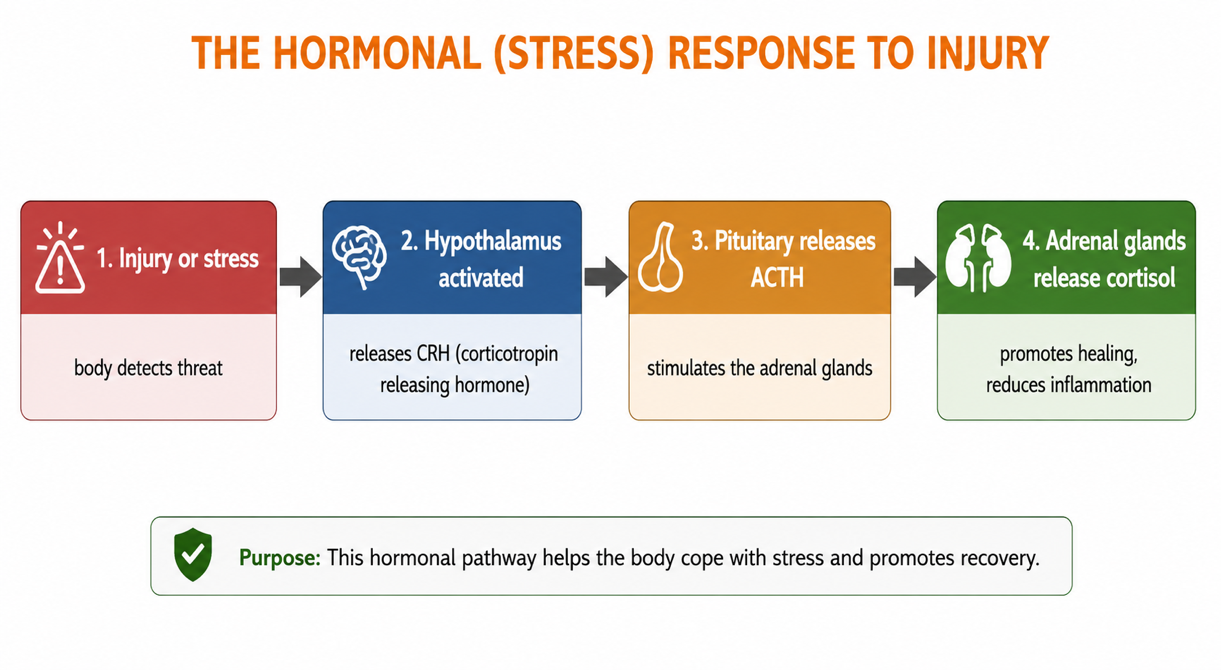 THE HORMONAL (STRESS) RESPONSE TO INJURY
1. Injury or stress
body detects threat
2. Hypothalamus
activated
releases CRH (corticotropin
releasing hormone)
3. Pituitary releases
ACTH
stimulates the adrenal glands
4. Adrenal glands
release cortisol
promotes healing,
reduces inflammation
Purpose: This hormonal pathway helps the body cope with stress and promotes recovery.